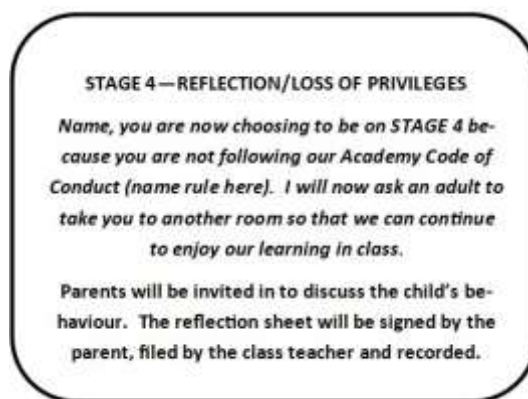 STAGE 4—REFLECTION/LOSS OF PRIVILEGES
Name, you are now choosing to be on STAGE 4 be-
cause you are not following our Academy Code of
Conduct (name rule here).  I will now ask an adult to
take you to another room so that we can continue
to enjoy our learning in class.
Parents will be invited in to discuss the child's be-
haviour.  The reflection sheet will be signed by the
parent, filed by the class teacher and recorded.